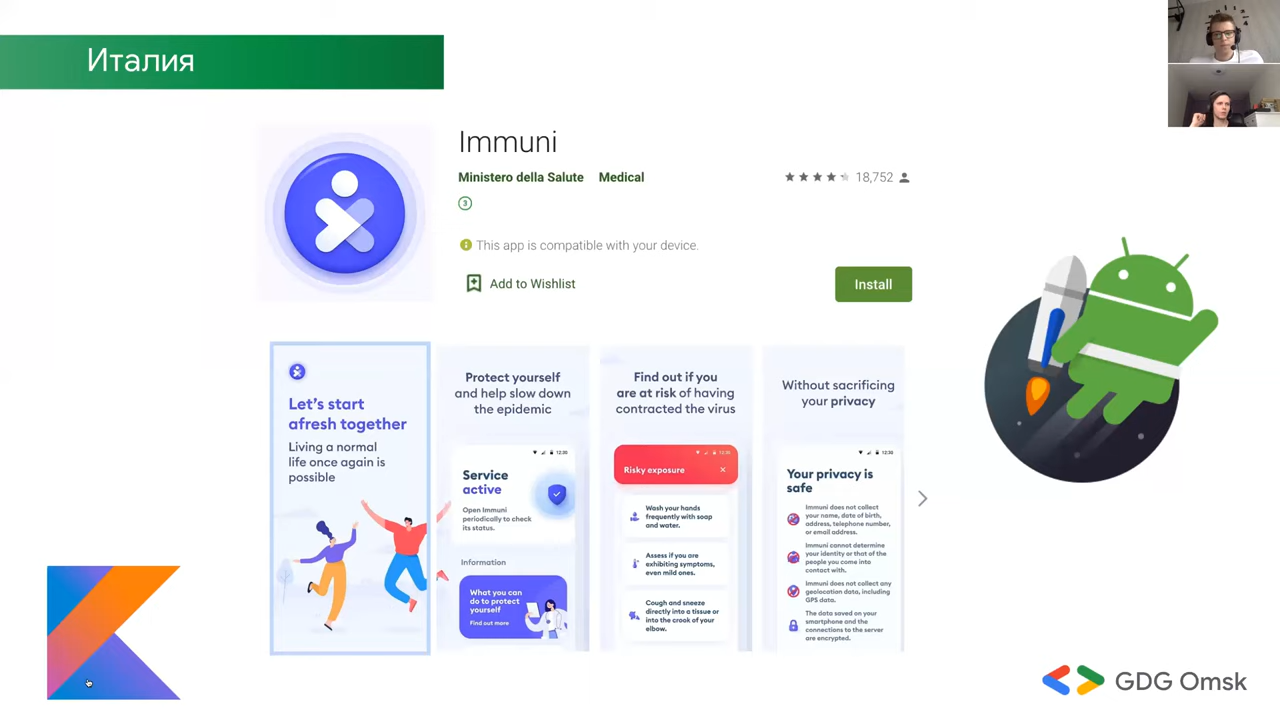 Италия
Immuni
Ministero della Salute Medical
18,752
3
This app is compatible with your device.
Add to Wishlist
Install
Let's start
afresh together
Living a normal
life once again is
possible
Protect yourself
and help slow down
the epidemic
12:30
Service
active
Open Immuni
periodically to check
its status.
Information
What you can
do to protect
yourself
Find out more
Find out if you
are at risk of having
contracted the virus
12:30
Risky exposure
Wash your hands
frequently with soap
and water.
Assess if you are
exhibiting symptoms,
even mild ones.
Cough and sneeze
directly into a tissue or
into the crook of your
elbow.
Without sacrificing
your privacy
12:30
Your privacy is
safe
Immuni does not collect
your name, date of birth,
address, telephone number,
or email address.
Immuni cannot determine
your identity or that of the
people you come into
contact with.
Immuni does not collect any
geolocation data, including
GPS data.
The data saved on your
smartphone and the
connections to the server
are encrypted.
GDG Omsk